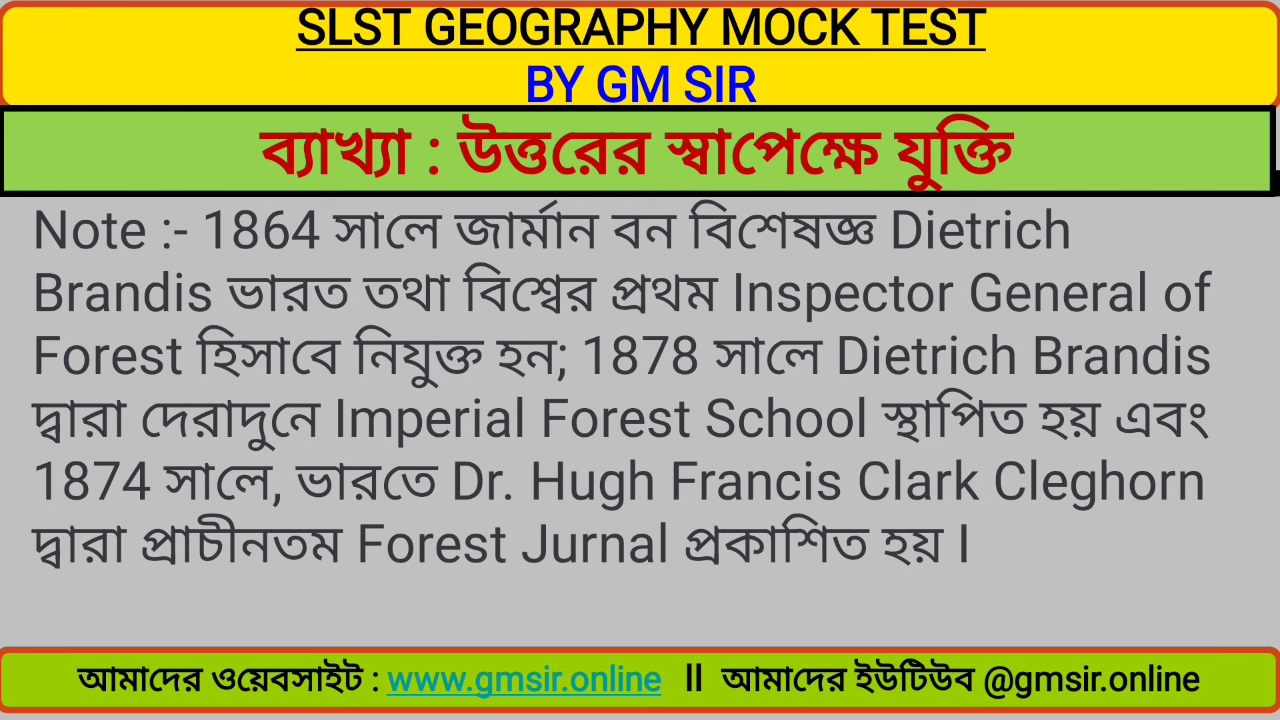 SLST GEOGRAPHY MOCK TEST
BY GM SIR
ব্যাখ্যা : উত্তরের স্বাপেক্ষে যুক্তি
Note :- 1864 সালে জার্মান বন বিশেষজ্ঞ Dietrich
Brandis ভারত তথা বিশ্বের প্রথম Inspector General of
Forest হিসাবে নিযুক্ত হন; 1878 সালে Dietrich Brandis
দ্বারা দেরাদুনে Imperial Forest School স্থাপিত হয় এবং
1874 সালে, ভারতে Dr. Hugh Francis Clark Cleghorn
দ্বারা প্রাচীনতম Forest Jurnal প্রকাশিত হয় I
আমাদের ওয়েবসাইট : www.gmsir.online ll আমাদের ইউটিউব @gmsir.online